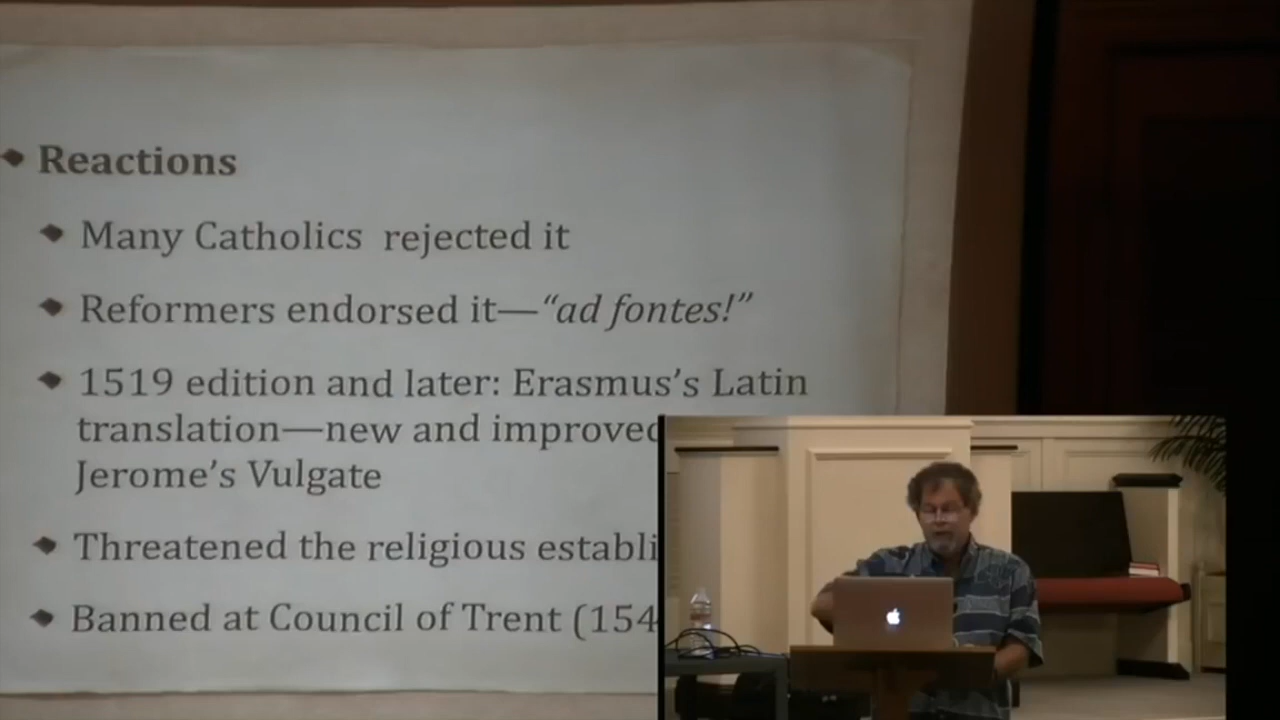 Reactions
Many Catholics rejected it
Reformers endorsed it—“ad fontes!”
1519 edition and later: Erasmus’s Latin
translation—new and improved
Jerome’s Vulgate
Threatened the religious
Banned at Council of Trent (154